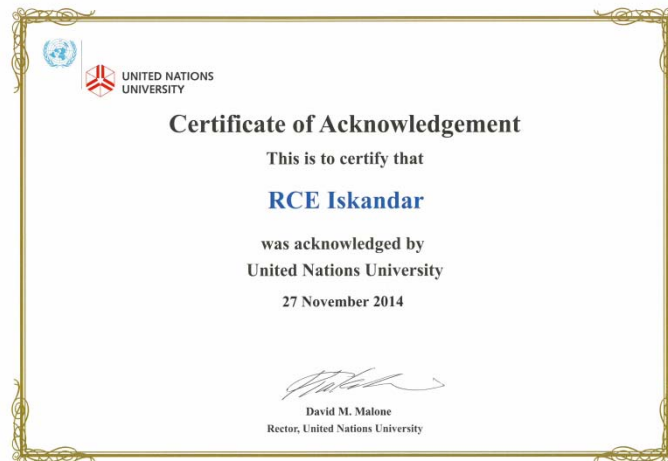 UNITED NATIONS
UNIVERSITY
Certificate of Acknowledgement
This is to certify that
RCE Iskandar
was acknowledged by
United Nations University
27 November 2014
David M. Malone
Rector, United Nations University